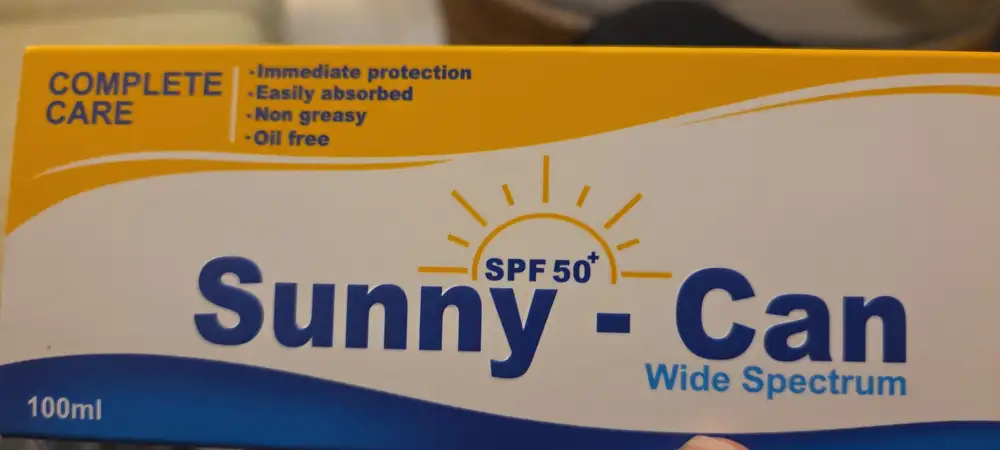 COMPLETE
CARE
·Immediate protection
·Easily absorbed
·Non greasy
·Oil free
SPF 50+
Sunny - Can
Wide Spectrum
100ml